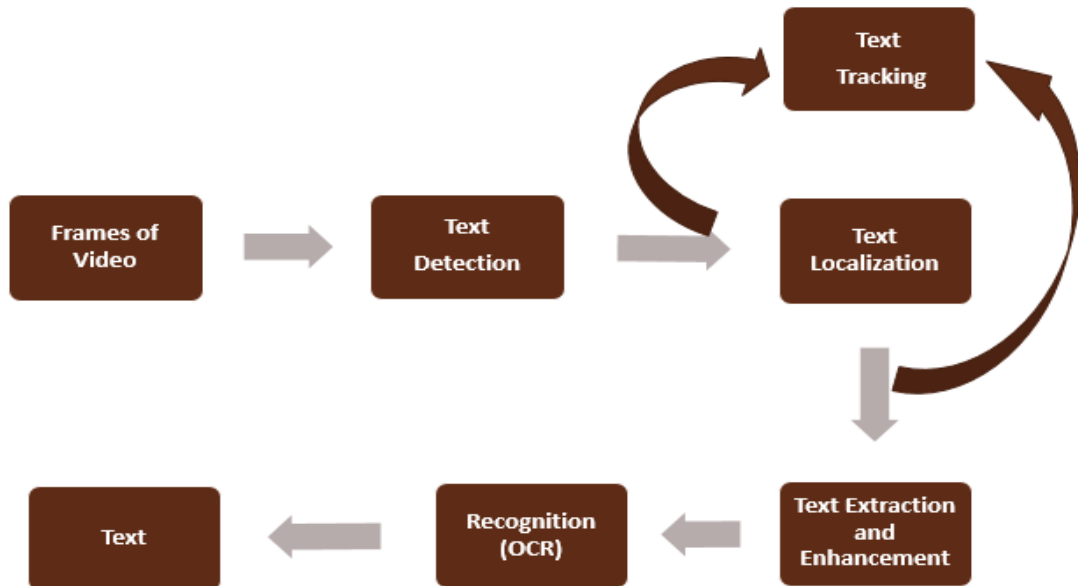 Text
Tracking
Frames of
Video
Text
Detection
Text
Localization
Text Extraction
and
Enhancement
Recognition
(OCR)
Text